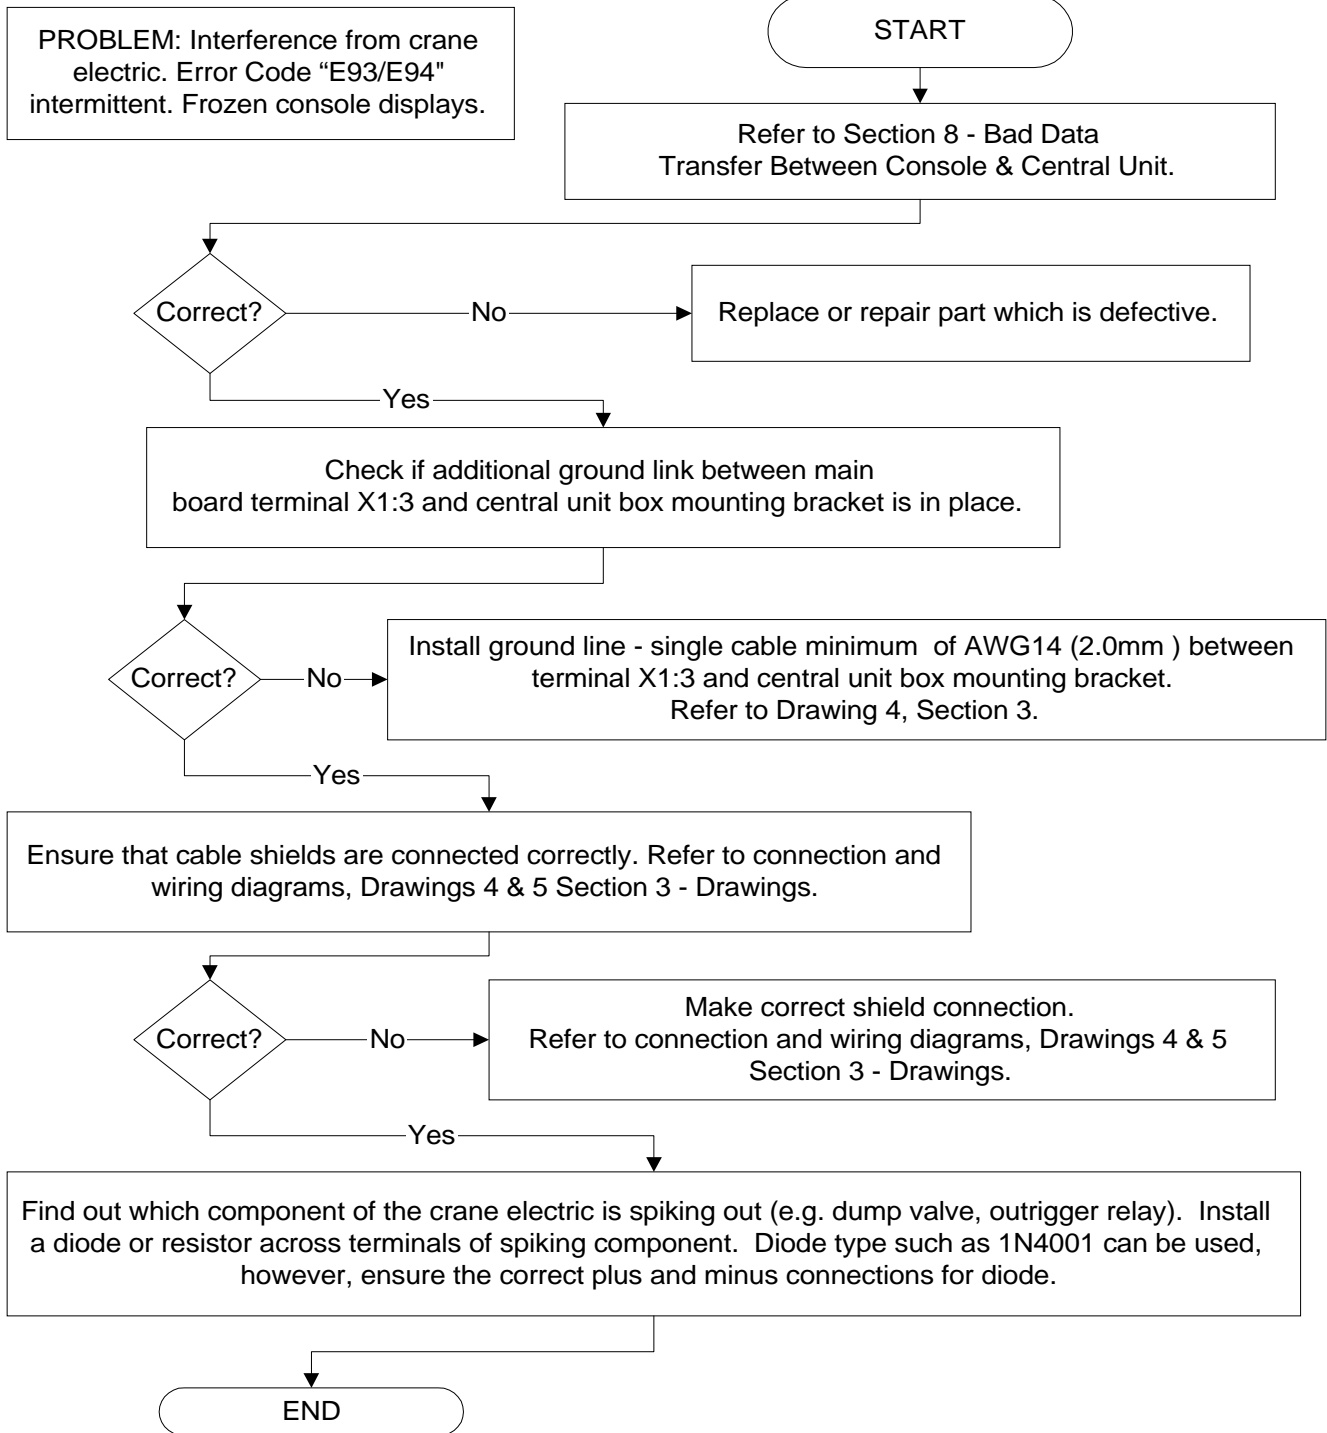 PROBLEM: Interference from crane
electric. Error Code “E93/E94"
intermittent. Frozen console displays.
START
Refer to Section 8 - Bad Data
Transfer Between Console & Central Unit.
Correct?
No
Replace or repair part which is defective.
Yes
Check if additional ground link between main
board terminal X1:3 and central unit box mounting bracket is in place.
Correct?
No
Install ground line - single cable minimum  of AWG14 (2.0mm ) between
terminal X1:3 and central unit box mounting bracket.
Refer to Drawing 4, Section 3.
Yes
Ensure that cable shields are connected correctly. Refer to connection and
wiring diagrams, Drawings 4 & 5 Section 3 - Drawings.
Correct?
No
Make correct shield connection.
Refer to connection and wiring diagrams, Drawings 4 & 5
Section 3 - Drawings.
Yes
Find out which component of the crane electric is spiking out (e.g. dump valve, outrigger relay).  Install
a diode or resistor across terminals of spiking component.  Diode type such as 1N4001 can be used,
however, ensure the correct plus and minus connections for diode.
END